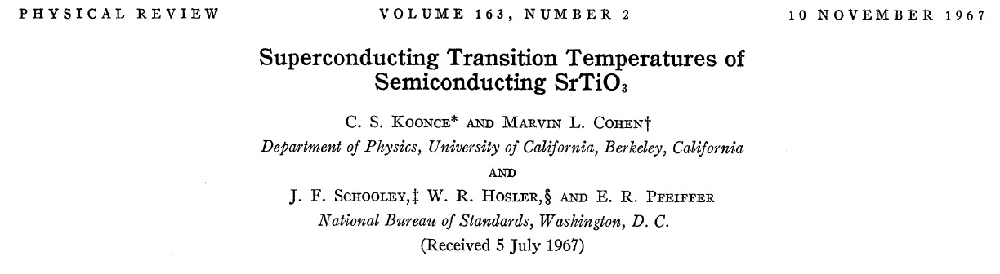 PHYSICAL REVIEW VOLUME 163, NUMBER 2 10 NOVEMBER 1967
Superconducting Transition Temperatures of
Semiconducting SrTiO₃
C. S. KOONCE* AND MARVIN L. COHEN†
Department of Physics, University of California, Berkeley, California
AND
J. F. SCHOOLEY,‡ W. R. HOSLER,§ AND E. R. PFEIFFER
National Bureau of Standards, Washington, D. C.
(Received 5 July 1967)